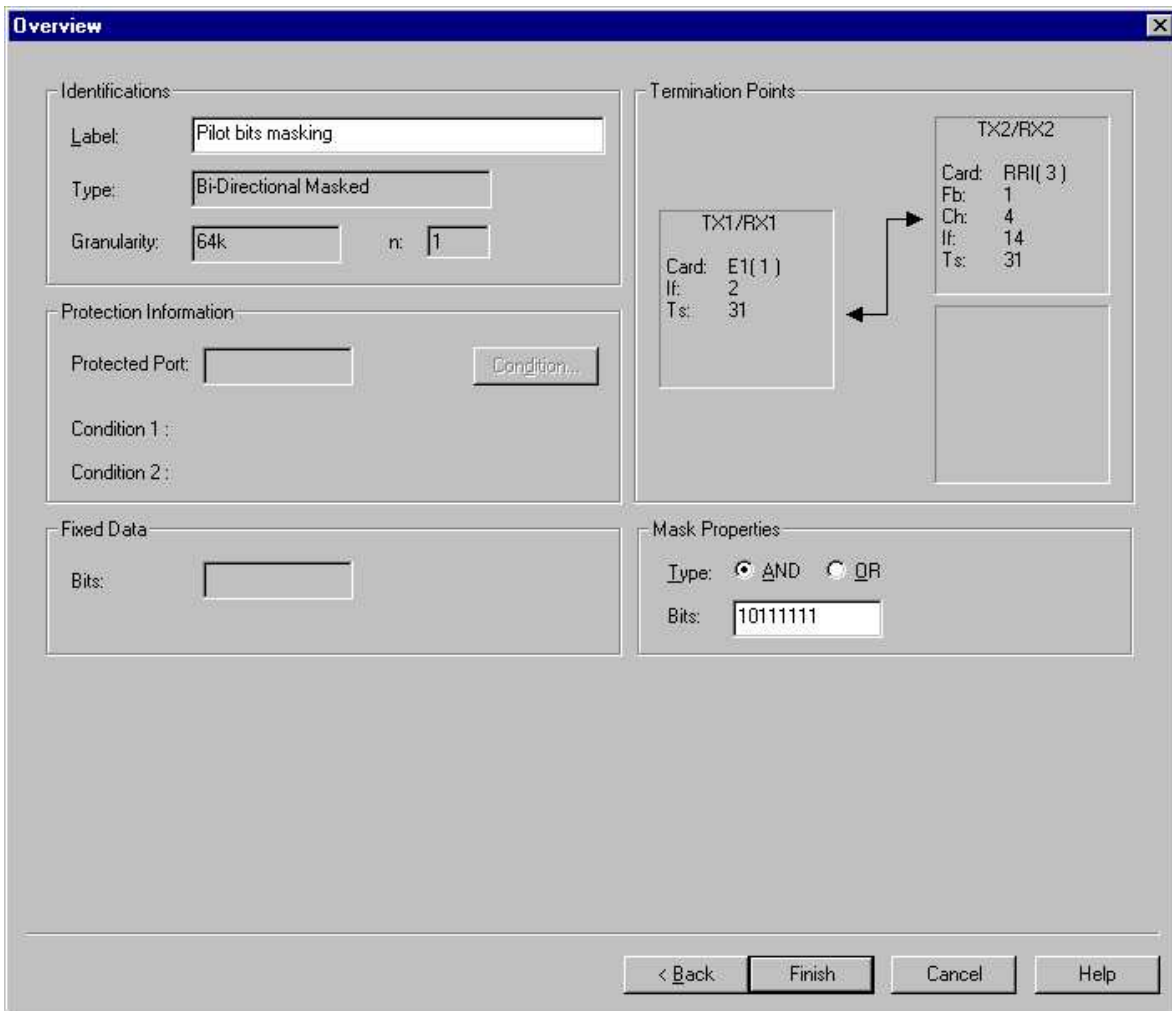 Overview
Identifications
Label: Pilot bits masking
Type: Bi-Directional Masked
Granularity: 64k n: 1
Protection Information
Protected Port: Condition...
Condition 1 :
Condition 2 :
Fixed Data
Bits:
Termination Points
TX1/RX1
Card: E1( 1 )
If: 2
Ts: 31
TX2/RX2
Card: RRI( 3 )
Fb: 1
Ch: 4
If: 14
Ts: 31
Mask Properties
Type: AND OR
Bits: 10111111
< Back Finish Cancel Help